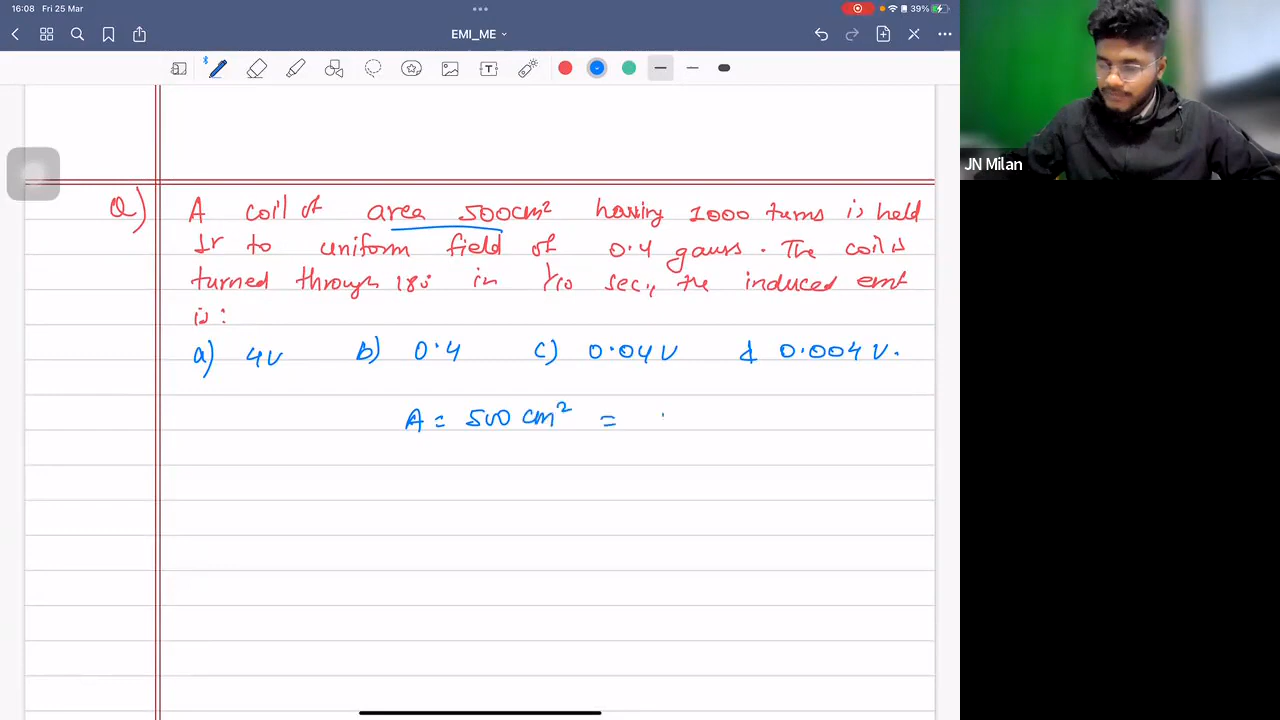 16:08 Fri 25 Mar
39%
EMI_ME
JN Milan
Q) A coil of area 500cm² having 1000 turns is held
⊥r to uniform field of 0.4 gauss. The coil is
turned through 180° in 1/10 sec., the induced emf
is:
a) 4V b) 0.4 c) 0.04V d 0.004 V.
A = 500 cm² =